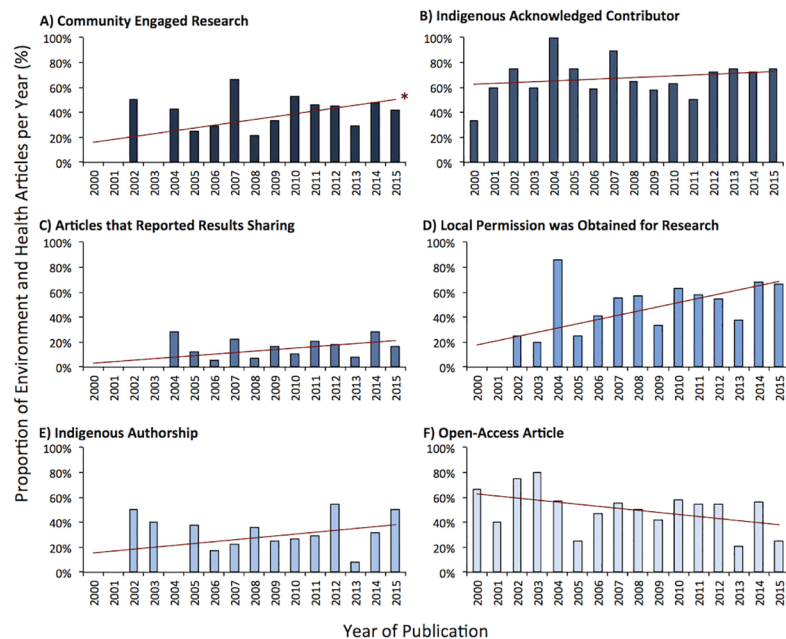 Proportion of Environment and Health Articles per Year (%)
A) Community Engaged Research
100%
80%
60%
40%
20%
0%
*
2000 2001 2002 2003 2004 2005 2006 2007 2008 2009 2010 2011 2012 2013 2014 2015
B) Indigenous Acknowledged Contributor
100%
80%
60%
40%
20%
0%
2000 2001 2002 2003 2004 2005 2006 2007 2008 2009 2010 2011 2012 2013 2014 2015
C) Articles that Reported Results Sharing
100%
80%
60%
40%
20%
0%
2000 2001 2002 2003 2004 2005 2006 2007 2008 2009 2010 2011 2012 2013 2014 2015
D) Local Permission was Obtained for Research
100%
80%
60%
40%
20%
0%
2000 2001 2002 2003 2004 2005 2006 2007 2008 2009 2010 2011 2012 2013 2014 2015
E) Indigenous Authorship
100%
80%
60%
40%
20%
0%
2000 2001 2002 2003 2004 2005 2006 2007 2008 2009 2010 2011 2012 2013 2014 2015
F) Open-Access Article
100%
80%
60%
40%
20%
0%
2000 2001 2002 2003 2004 2005 2006 2007 2008 2009 2010 2011 2012 2013 2014 2015
Year of Publication